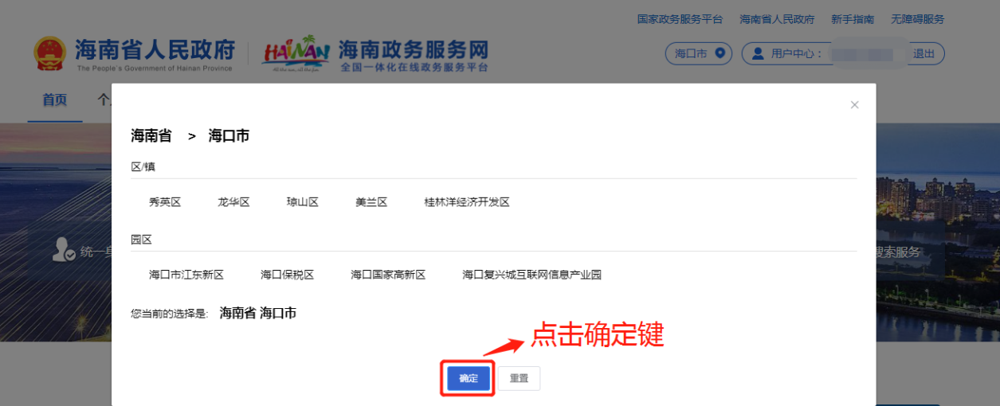 国家政务服务平台 海南省人民政府 新手指南 无障碍服务
海南省人民政府
The People's Government of Hainan Province
HAINAN
海南政务服务网
全国一体化在线政务服务平台
海口市 用户中心： 退出
首页 个
海南省 > 海口市
区/镇
秀英区 龙华区 琼山区 美兰区 桂林洋经济开发区
园区
统一身
搜索服务
海口市江东新区 海口保税区 海口国家高新区 海口复兴城互联网信息产业园
您当前的选择是: 海南省 海口市
点击确定键
确定 重置